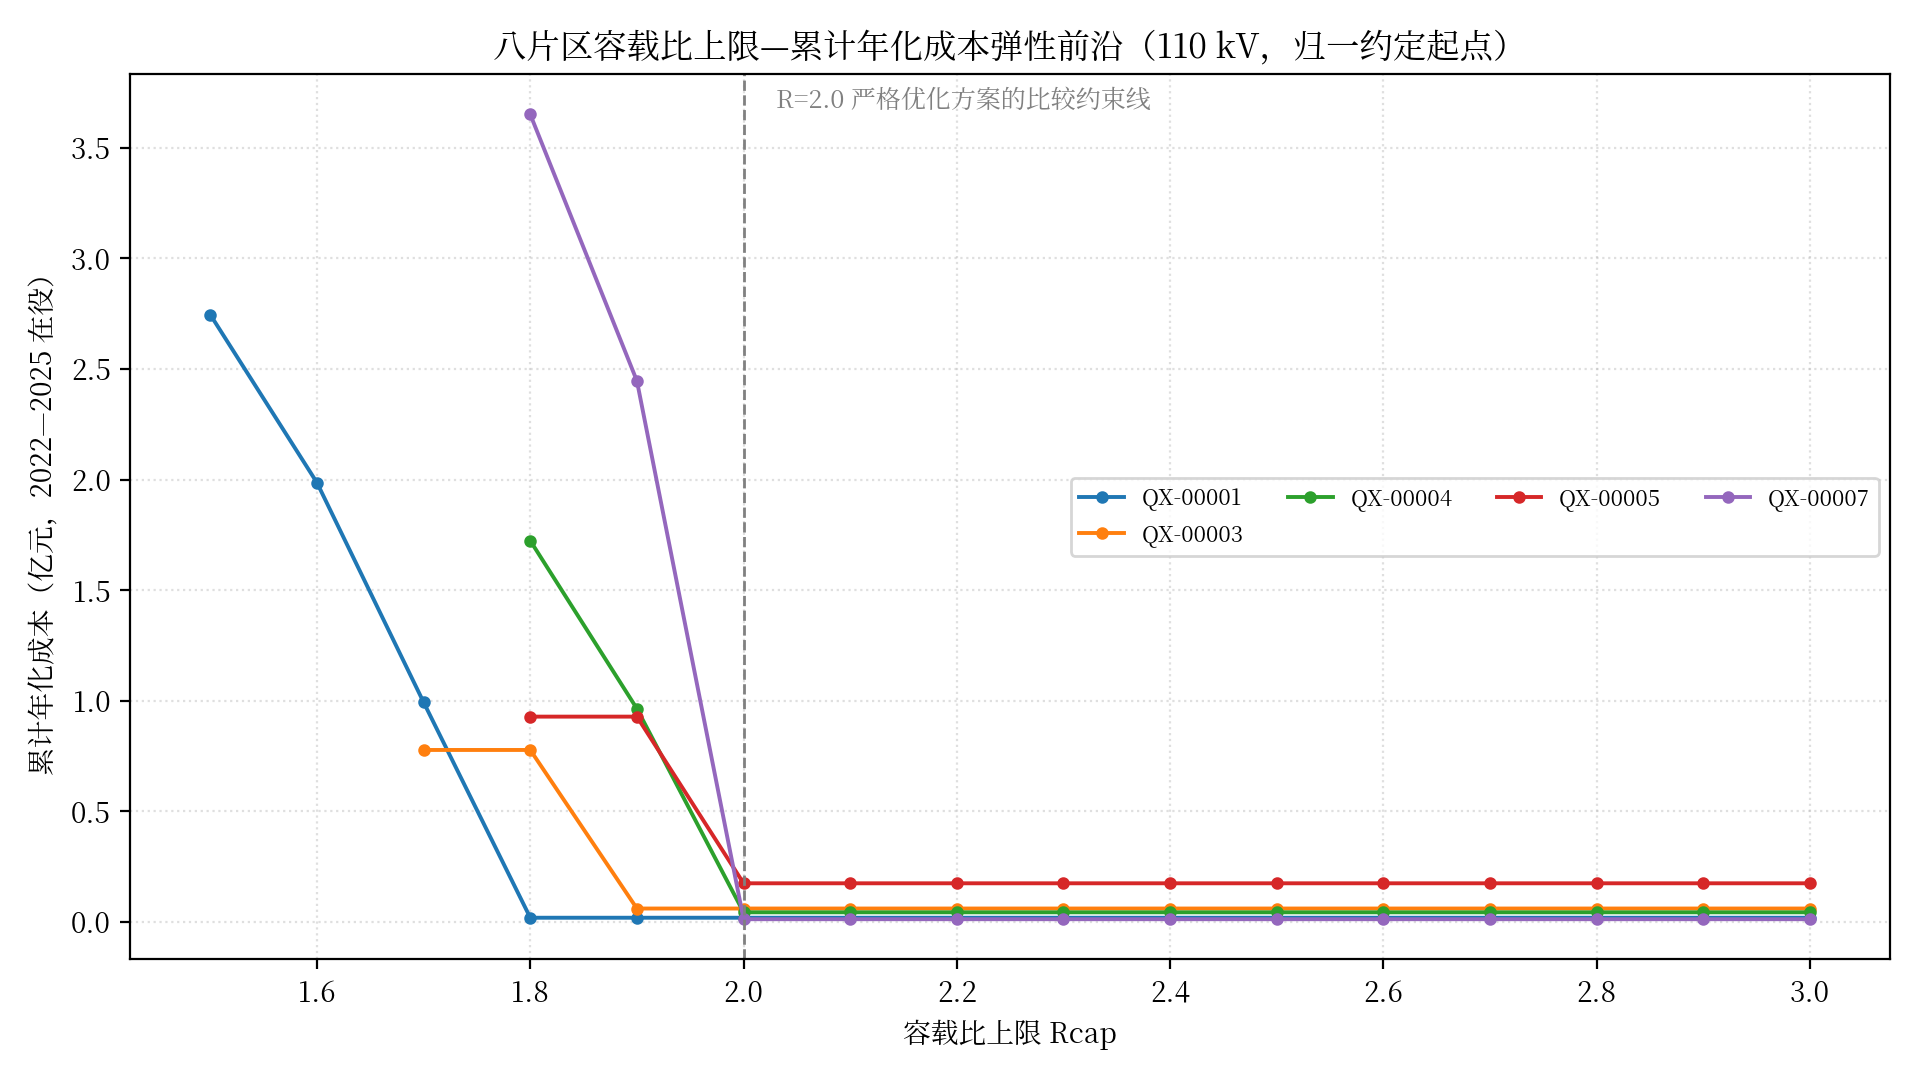 八片区容载比上限—累计年化成本弹性前沿（110 kV，归一约定起点）
R=2.0 严格优化方案的比较约束线
累计年化成本（亿元，2022—2025 在役）
3.5
3.0
2.5
2.0
1.5
1.0
0.5
0.0
QX-00001 QX-00004 QX-00005 QX-00007
QX-00003
1.6 1.8 2.0 2.2 2.4 2.6 2.8 3.0
容载比上限 Rcap